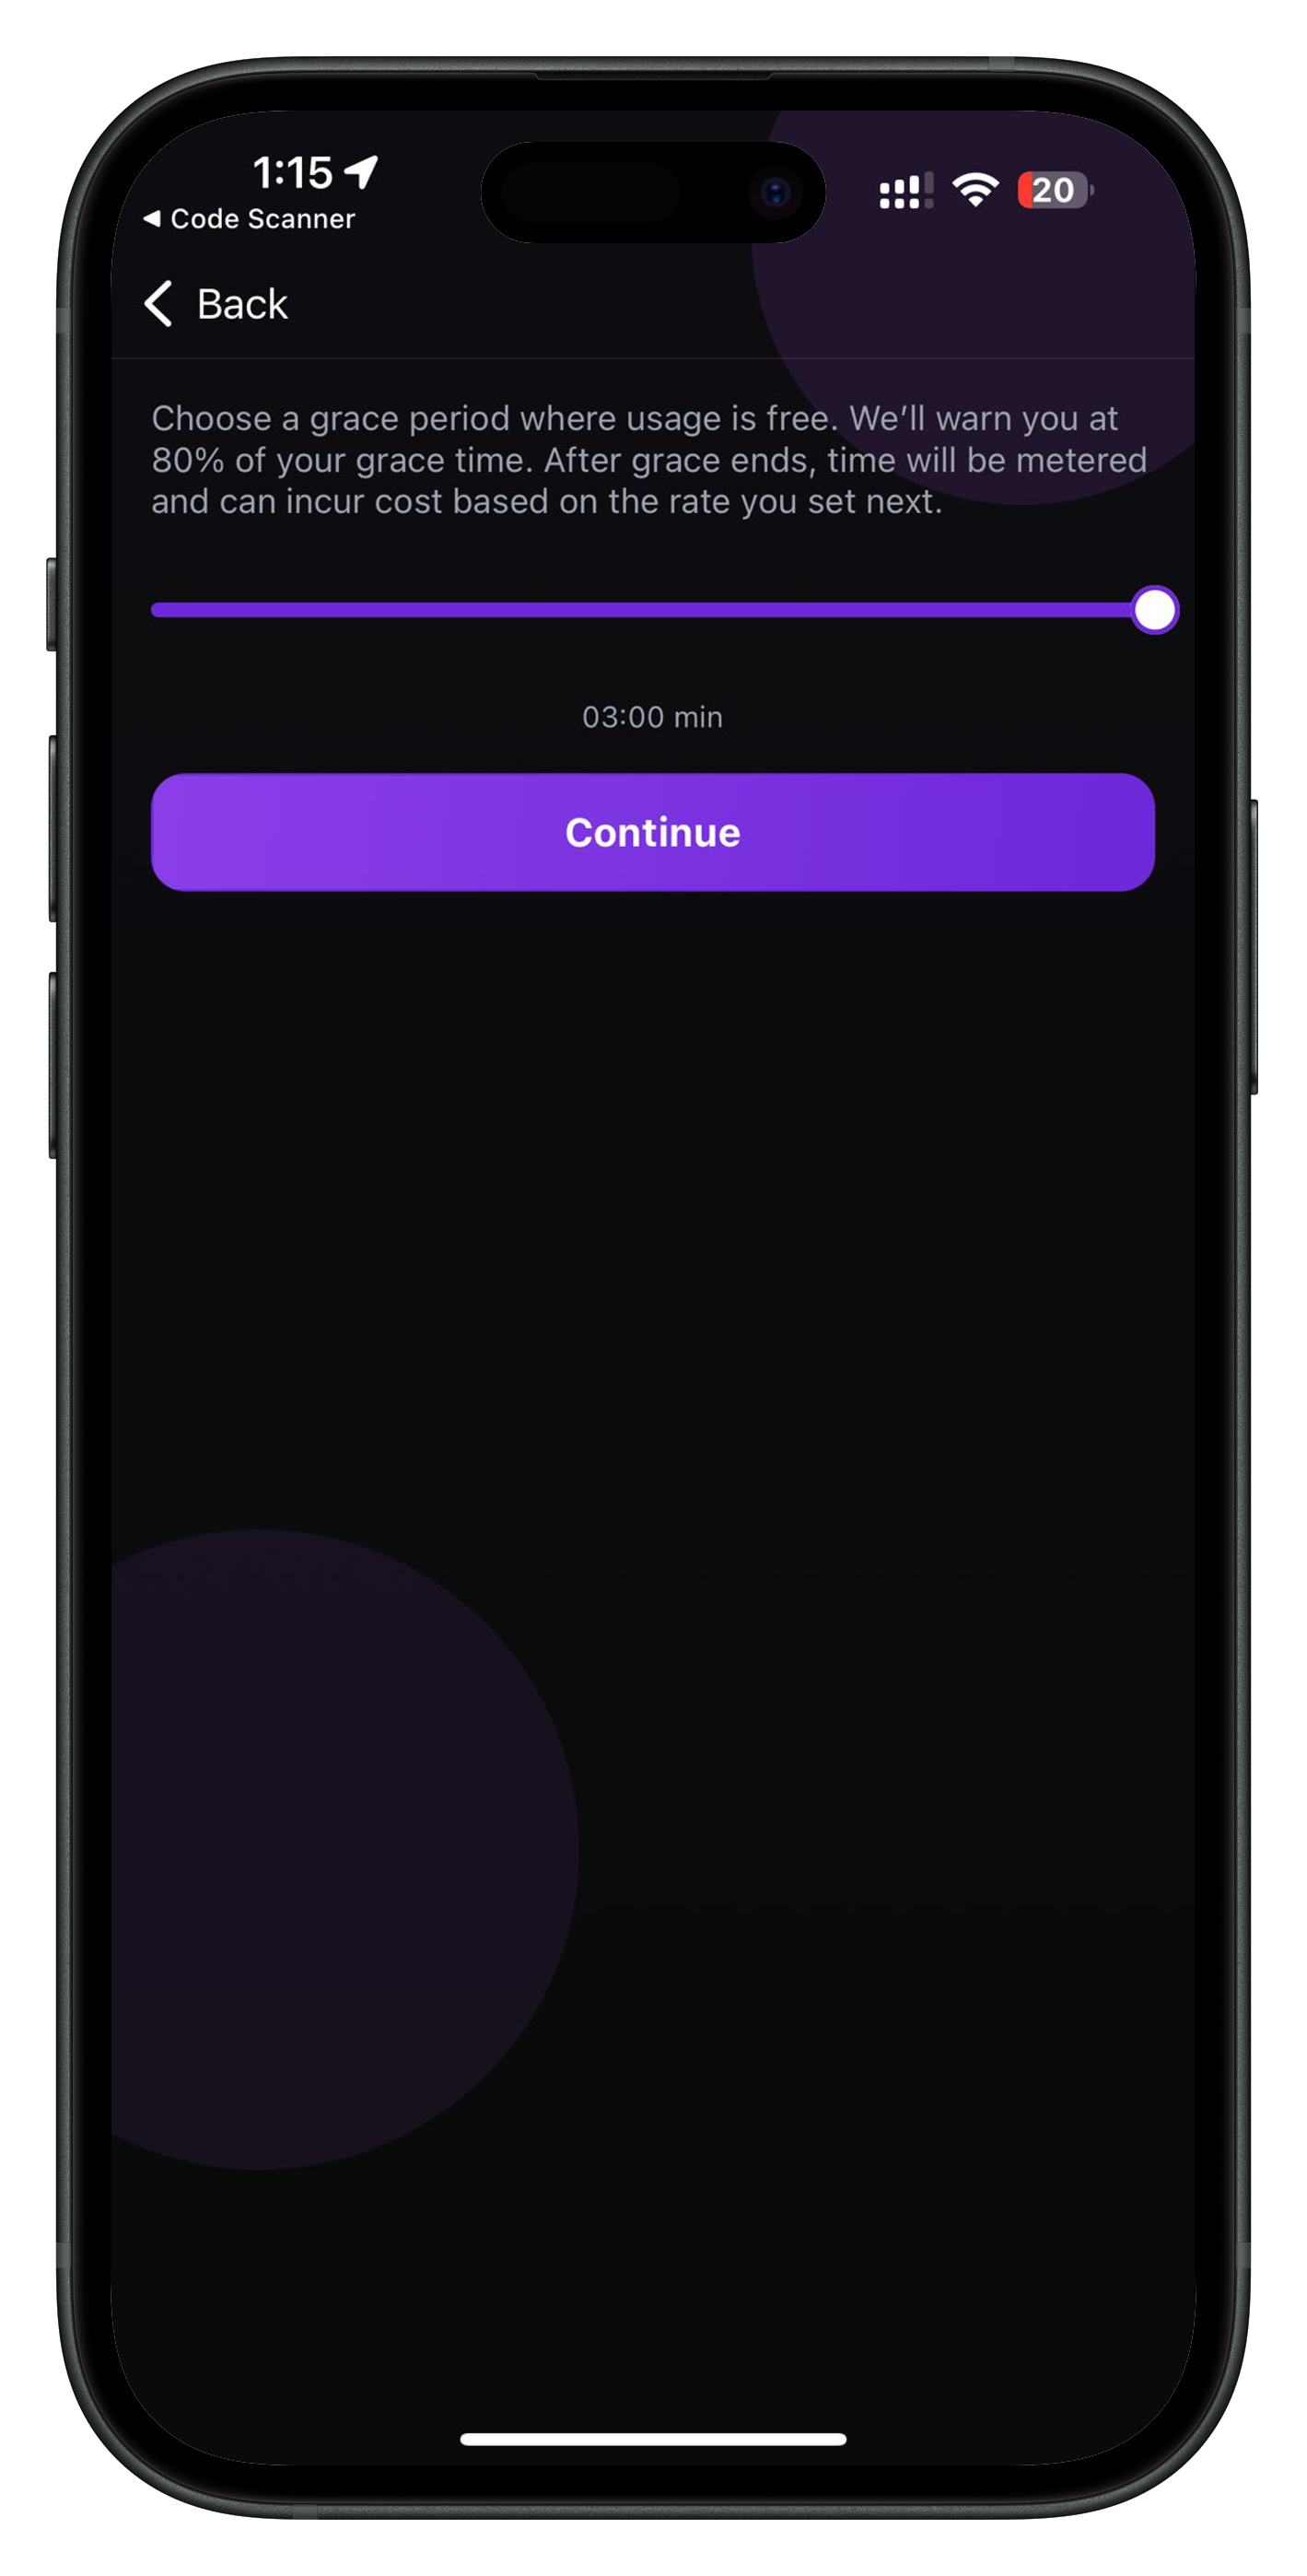 1:15
20
◀ Code Scanner
Back
Choose a grace period where usage is free. We’ll warn you at
80% of your grace time. After grace ends, time will be metered
and can incur cost based on the rate you set next.
03:00 min
Continue